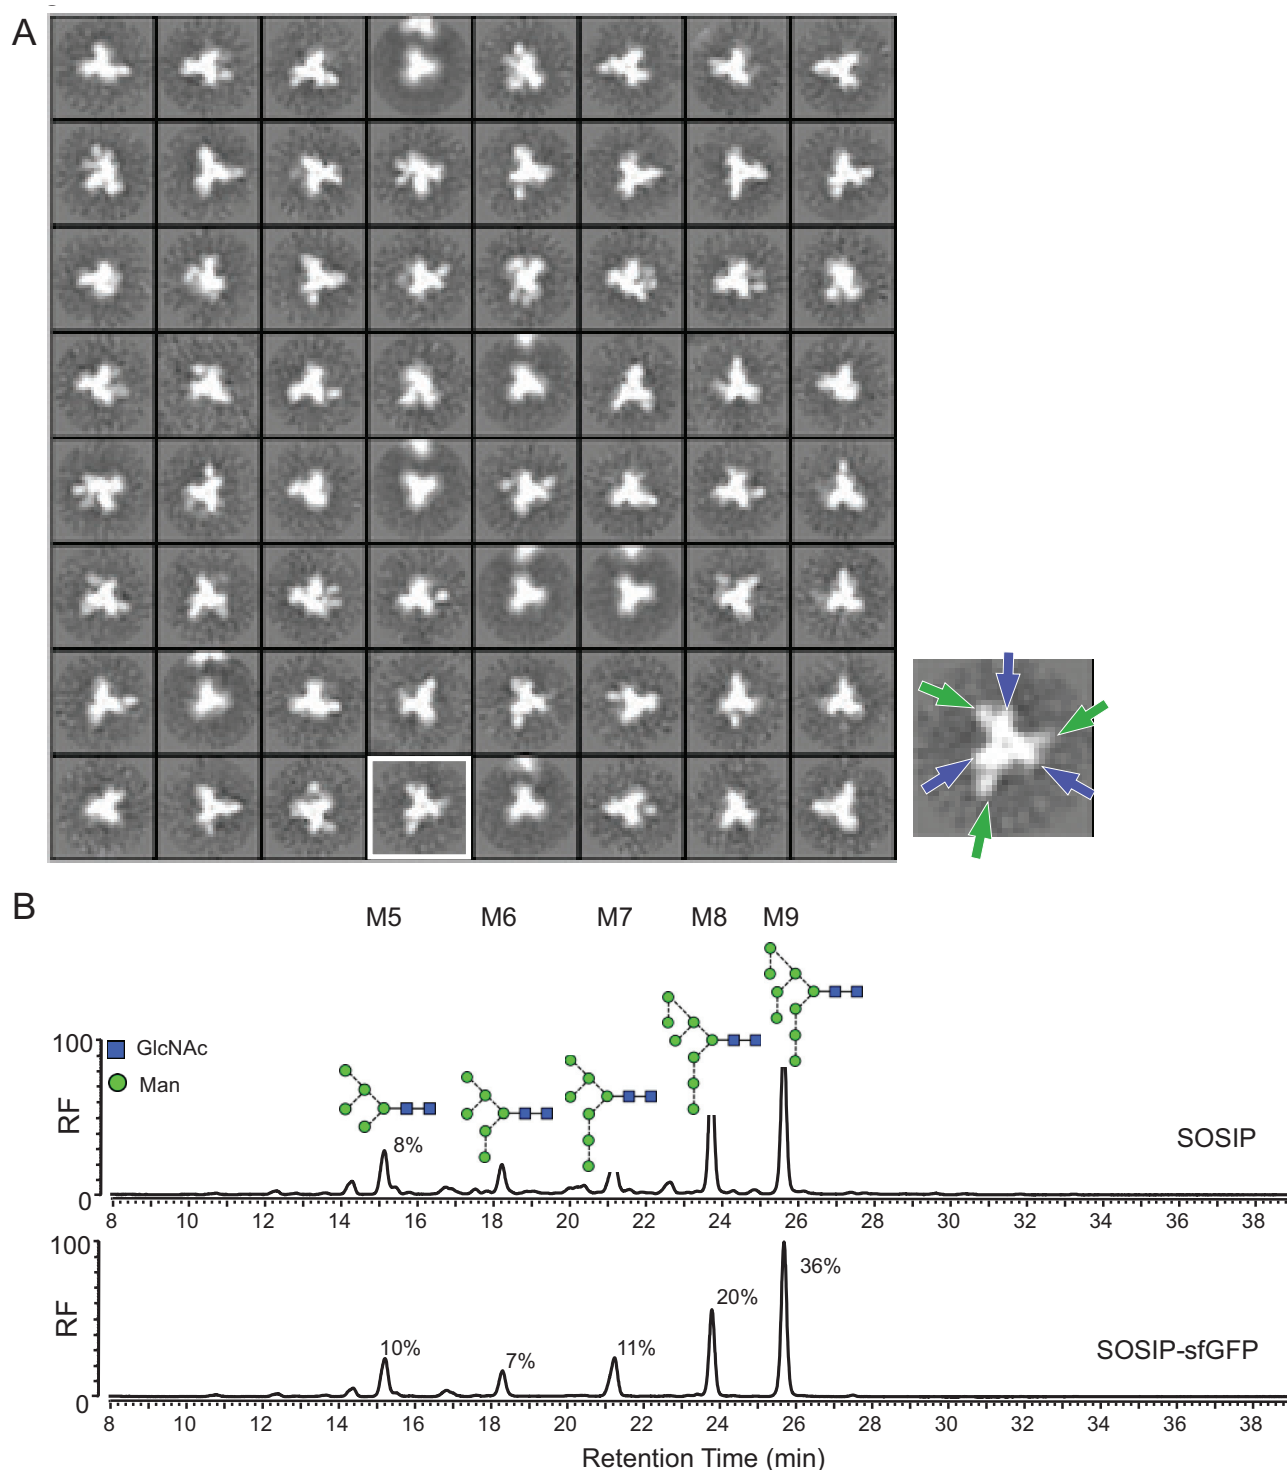 A
B
M5 M6 M7 M8 M9
100
GlcNAc
Man
RF
8%
SOSIP
0
8 10 12 14 16 18 20 22 24 26 28 30 32 34 36 38
100
36%
20%
RF
10% 7% 11%
SOSIP-sfGFP
0
8 10 12 14 16 18 20 22 24 26 28 30 32 34 36 38
Retention Time (min)